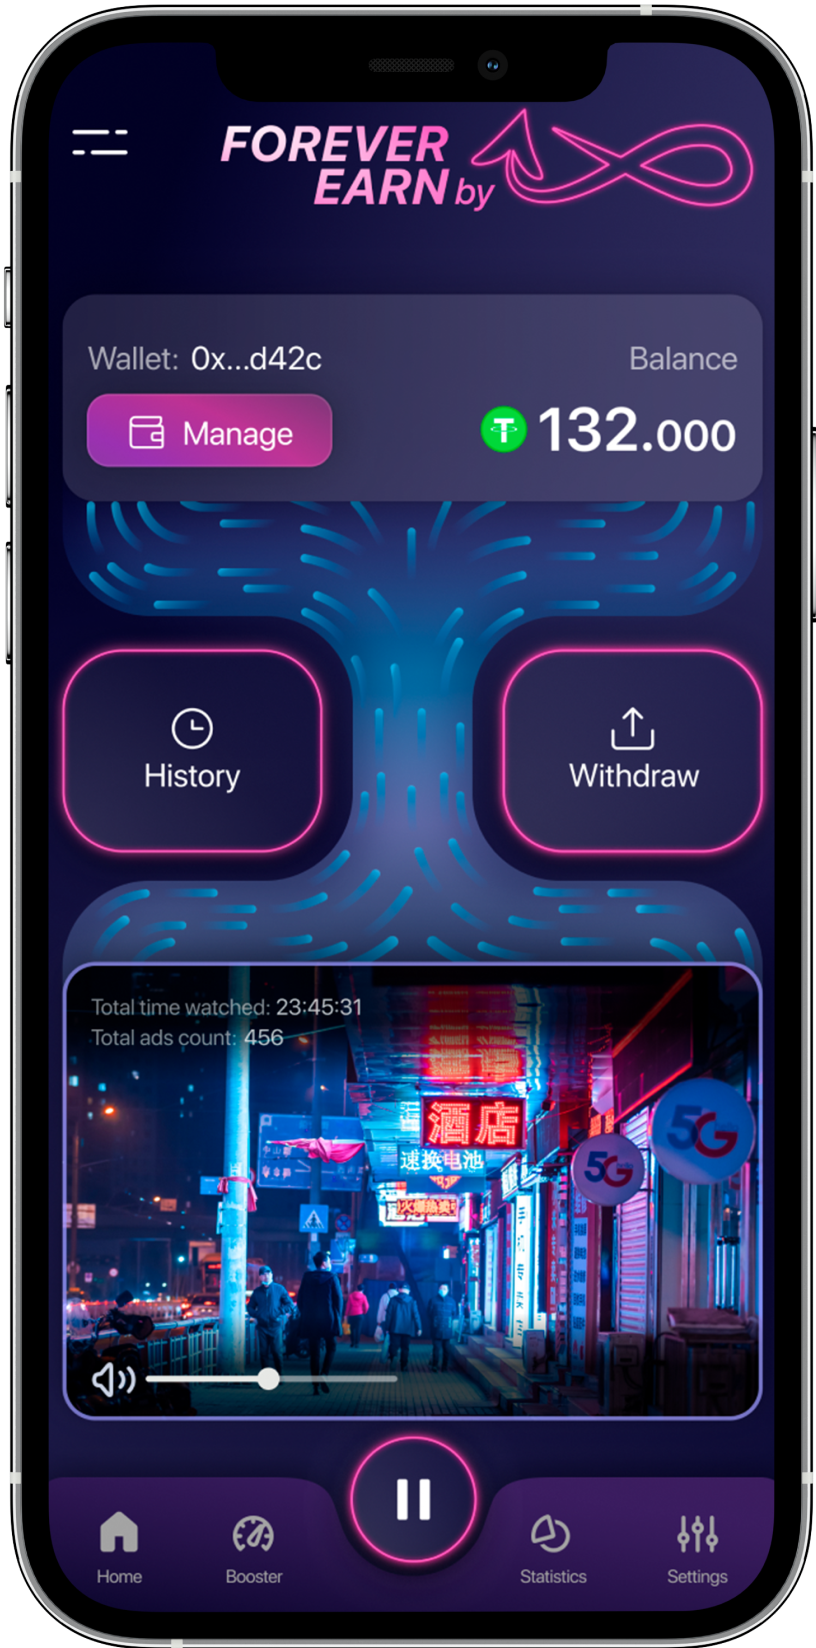 FOREVER
EARN by
Wallet: 0x...d42c
Balance
Manage
132.000
History
Withdraw
Total time watched: 23:45:31
Total ads count: 456
酒店
速换电池
5G
5G
Home
Booster
Statistics
Settings